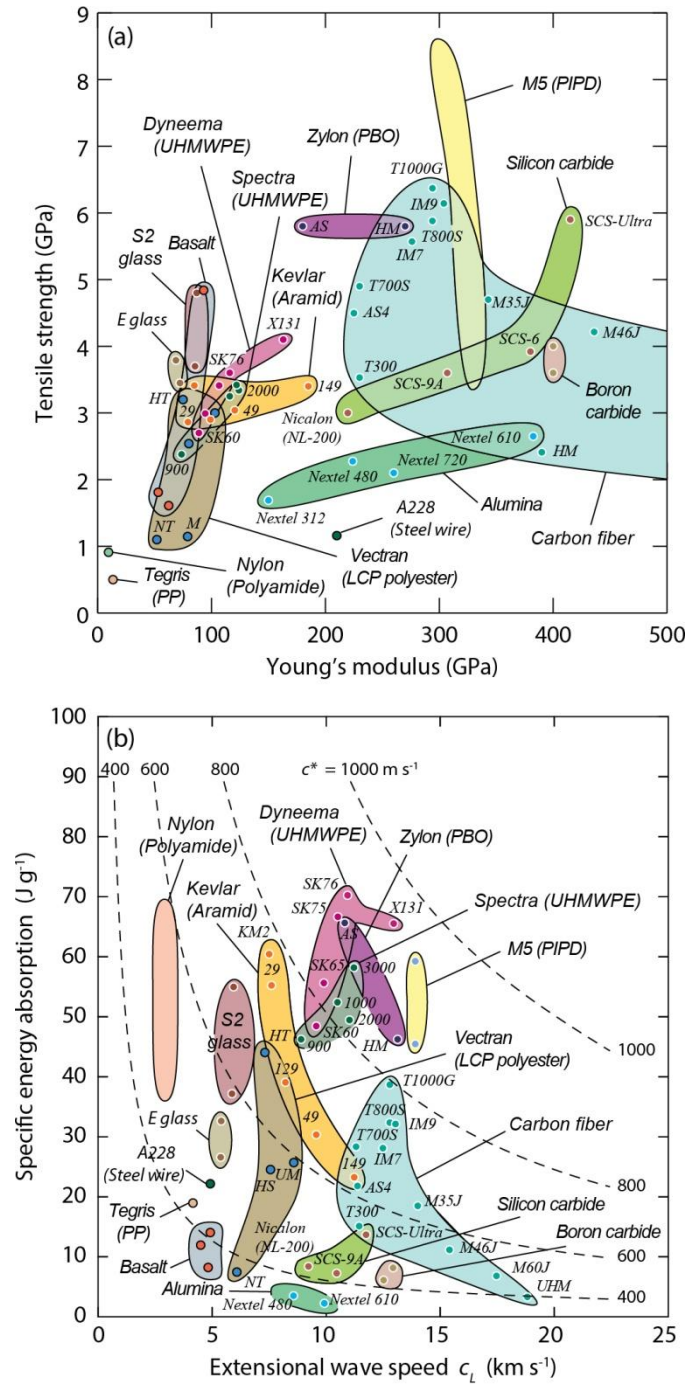 (a)
9
8
7
6
5
4
3
2
1
0
Tensile strength (GPa)
M5 (PIPD)
Dyneema
(UHMWPE)
Zylon (PBO)
Spectra
(UHMWPE)
T1000G
Silicon carbide
IM9
AS
HM
T800S
SCS-Ultra
IM7
S2
glass
Basalt
Kevlar
(Aramid)
T700S
M35J
X131
AS4
M46J
E glass
SK76
SCS-6
T300
SCS-9A
Boron
carbide
HT
2000
149
29
49
Nicalon
(NL-200)
SK60
900
Nextel 610
Nextel 480
Nextel 720
HM
Nextel 312
Alumina
A228
(Steel wire)
NT
M
Carbon fiber
Nylon
(Polyamide)
Vectran
(LCP polyester)
Tegris
(PP)
0
100
200
300
400
500
Young's modulus (GPa)
(b)
100
90
80
70
60
50
40
30
20
10
0
Specific energy absorption (J g-1)
400
600
800
c* = 1000 m s-1
Nylon
(Polyamide)
Dyneema
(UHMWPE)
Zylon (PBO)
Kevlar
(Aramid)
SK76
SK75
X131
Spectra (UHMWPE)
KM2
AS
M5 (PIPD)
29
SK65
3000
S2
glass
1000
SK60
2000
900
HM
HT
Vectran
(LCP polyester)
1000
129
T1000G
E glass
49
T800S
IM9
Carbon fiber
T700S
IM7
A228
(Steel wire)
HS
UM
149
AS4
800
Tegris
(PP)
M35J
T300
Silicon carbide
Nicalon
(NL-200)
SCS-Ultra
Boron carbide
Basalt
SCS-9A
M46J
600
M60J
Alumina
NT
UHM
Nextel 480
Nextel 610
400
0
5
10
15
20
25
Extensional wave speed cL (km s-1)